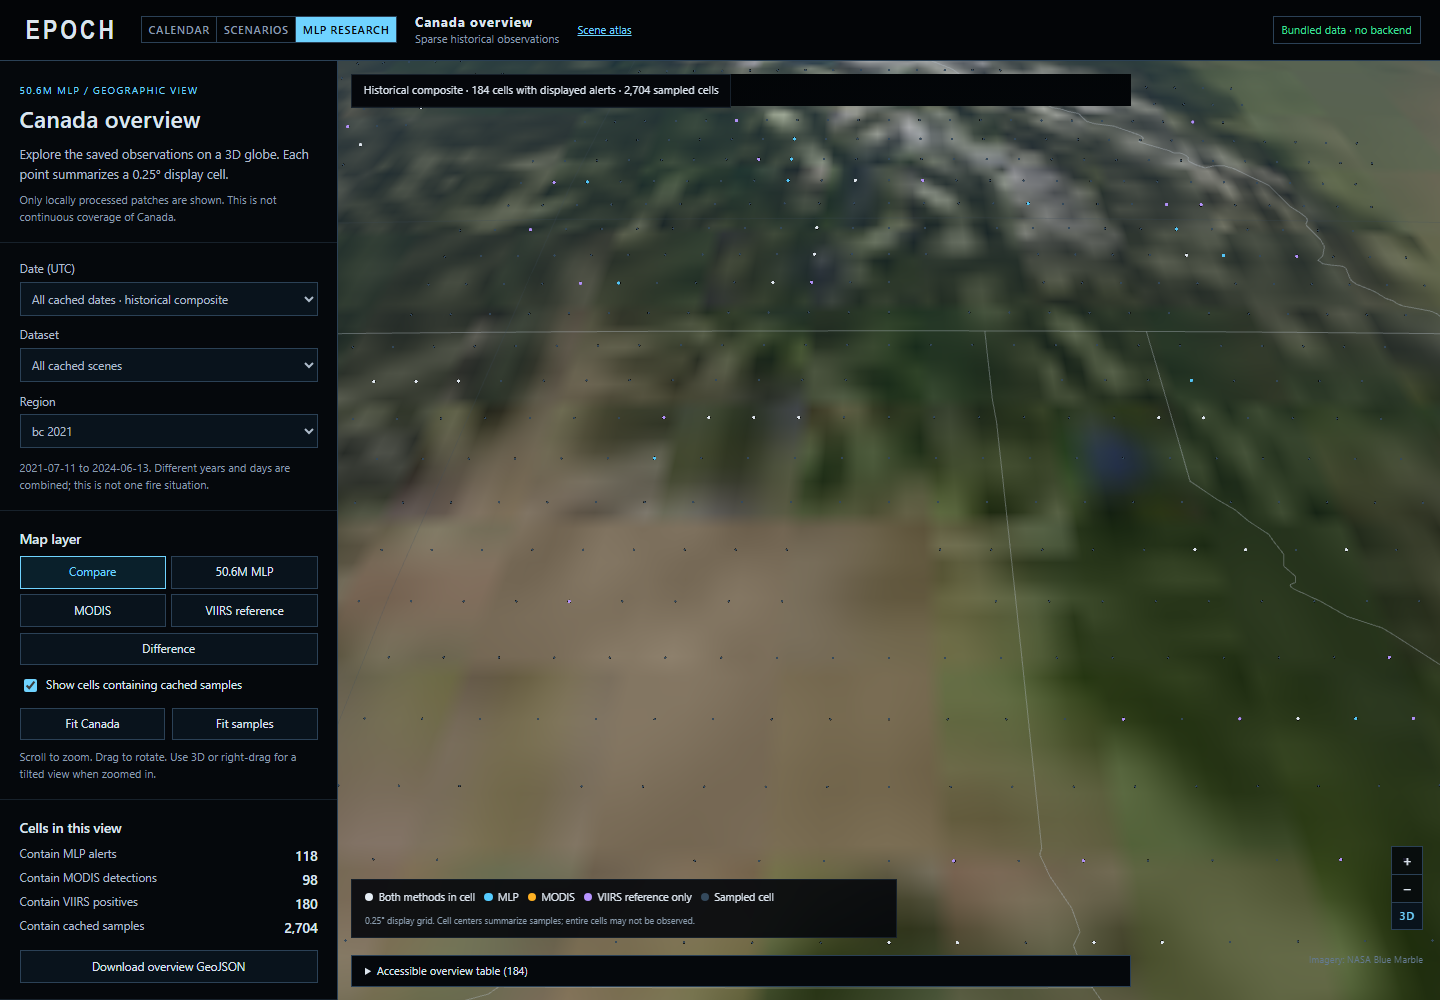 EPOCH
CALENDAR
SCENARIOS
MLP RESEARCH
Canada overview
Sparse historical observations
Scene atlas
Bundled data · no backend
50.6M MLP / GEOGRAPHIC VIEW
Canada overview
Explore the saved observations on a 3D globe. Each
point summarizes a 0.25° display cell.
Only locally processed patches are shown. This is not
continuous coverage of Canada.
Date (UTC)
All cached dates · historical composite
Dataset
All cached scenes
Region
bc 2021
2021-07-11 to 2024-06-13. Different years and days are
combined; this is not one fire situation.
Map layer
Compare
50.6M MLP
MODIS
VIIRS reference
Difference
Show cells containing cached samples
Fit Canada
Fit samples
Scroll to zoom. Drag to rotate. Use 3D or right-drag for a
tilted view when zoomed in.
Cells in this view
Contain MLP alerts 118
Contain MODIS detections 98
Contain VIIRS positives 180
Contain cached samples 2,704
Download overview GeoJSON
Historical composite · 184 cells with displayed alerts · 2,704 sampled cells
Both methods in cell MLP MODIS VIIRS reference only Sampled cell
0.25° display grid. Cell centers summarize samples; entire cells may not be observed.
Accessible overview table (184)
+
−
3D
Imagery: NASA Blue Marble